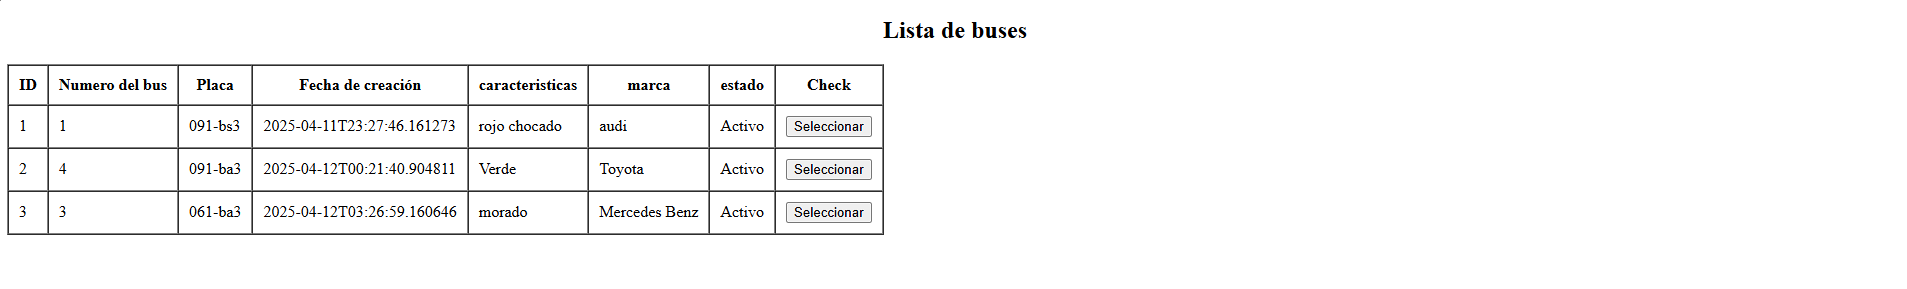 Lista de buses
ID Numero del bus Placa Fecha de creación caracteristicas marca estado Check
1 1 091-bs3 2025-04-11T23:27:46.161273 rojo chocado audi Activo Seleccionar
2 4 091-ba3 2025-04-12T00:21:40.904811 Verde Toyota Activo Seleccionar
3 3 061-ba3 2025-04-12T03:26:59.160646 morado Mercedes Benz Activo Seleccionar